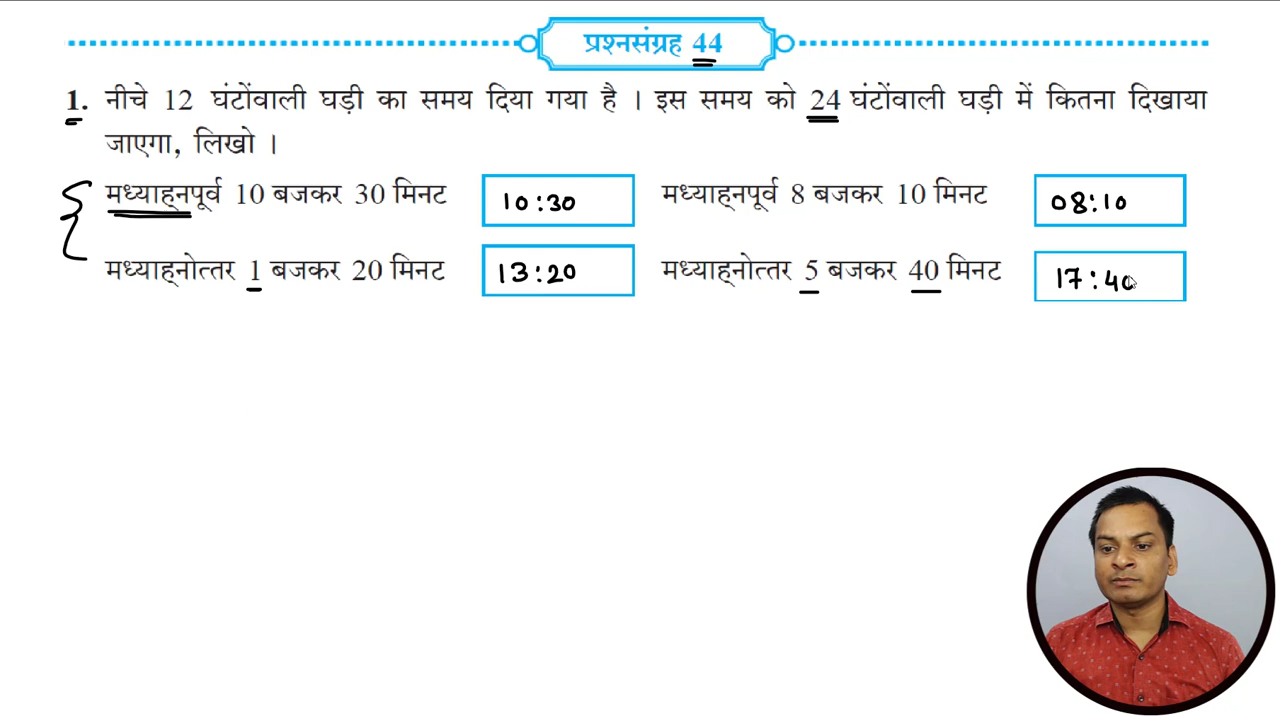 प्रश्नसंग्रह 44
1. नीचे 12 घंटोंवाली घड़ी का समय दिया गया है । इस समय को 24 घंटोंवाली घड़ी में कितना दिखाया
जाएगा, लिखो ।
मध्याह्नपूर्व 10 बजकर 30 मिनट 10:30 मध्याह्नपूर्व 8 बजकर 10 मिनट 08:10
मध्याह्नोत्तर 1 बजकर 20 मिनट 13:20 मध्याह्नोत्तर 5 बजकर 40 मिनट 17:40